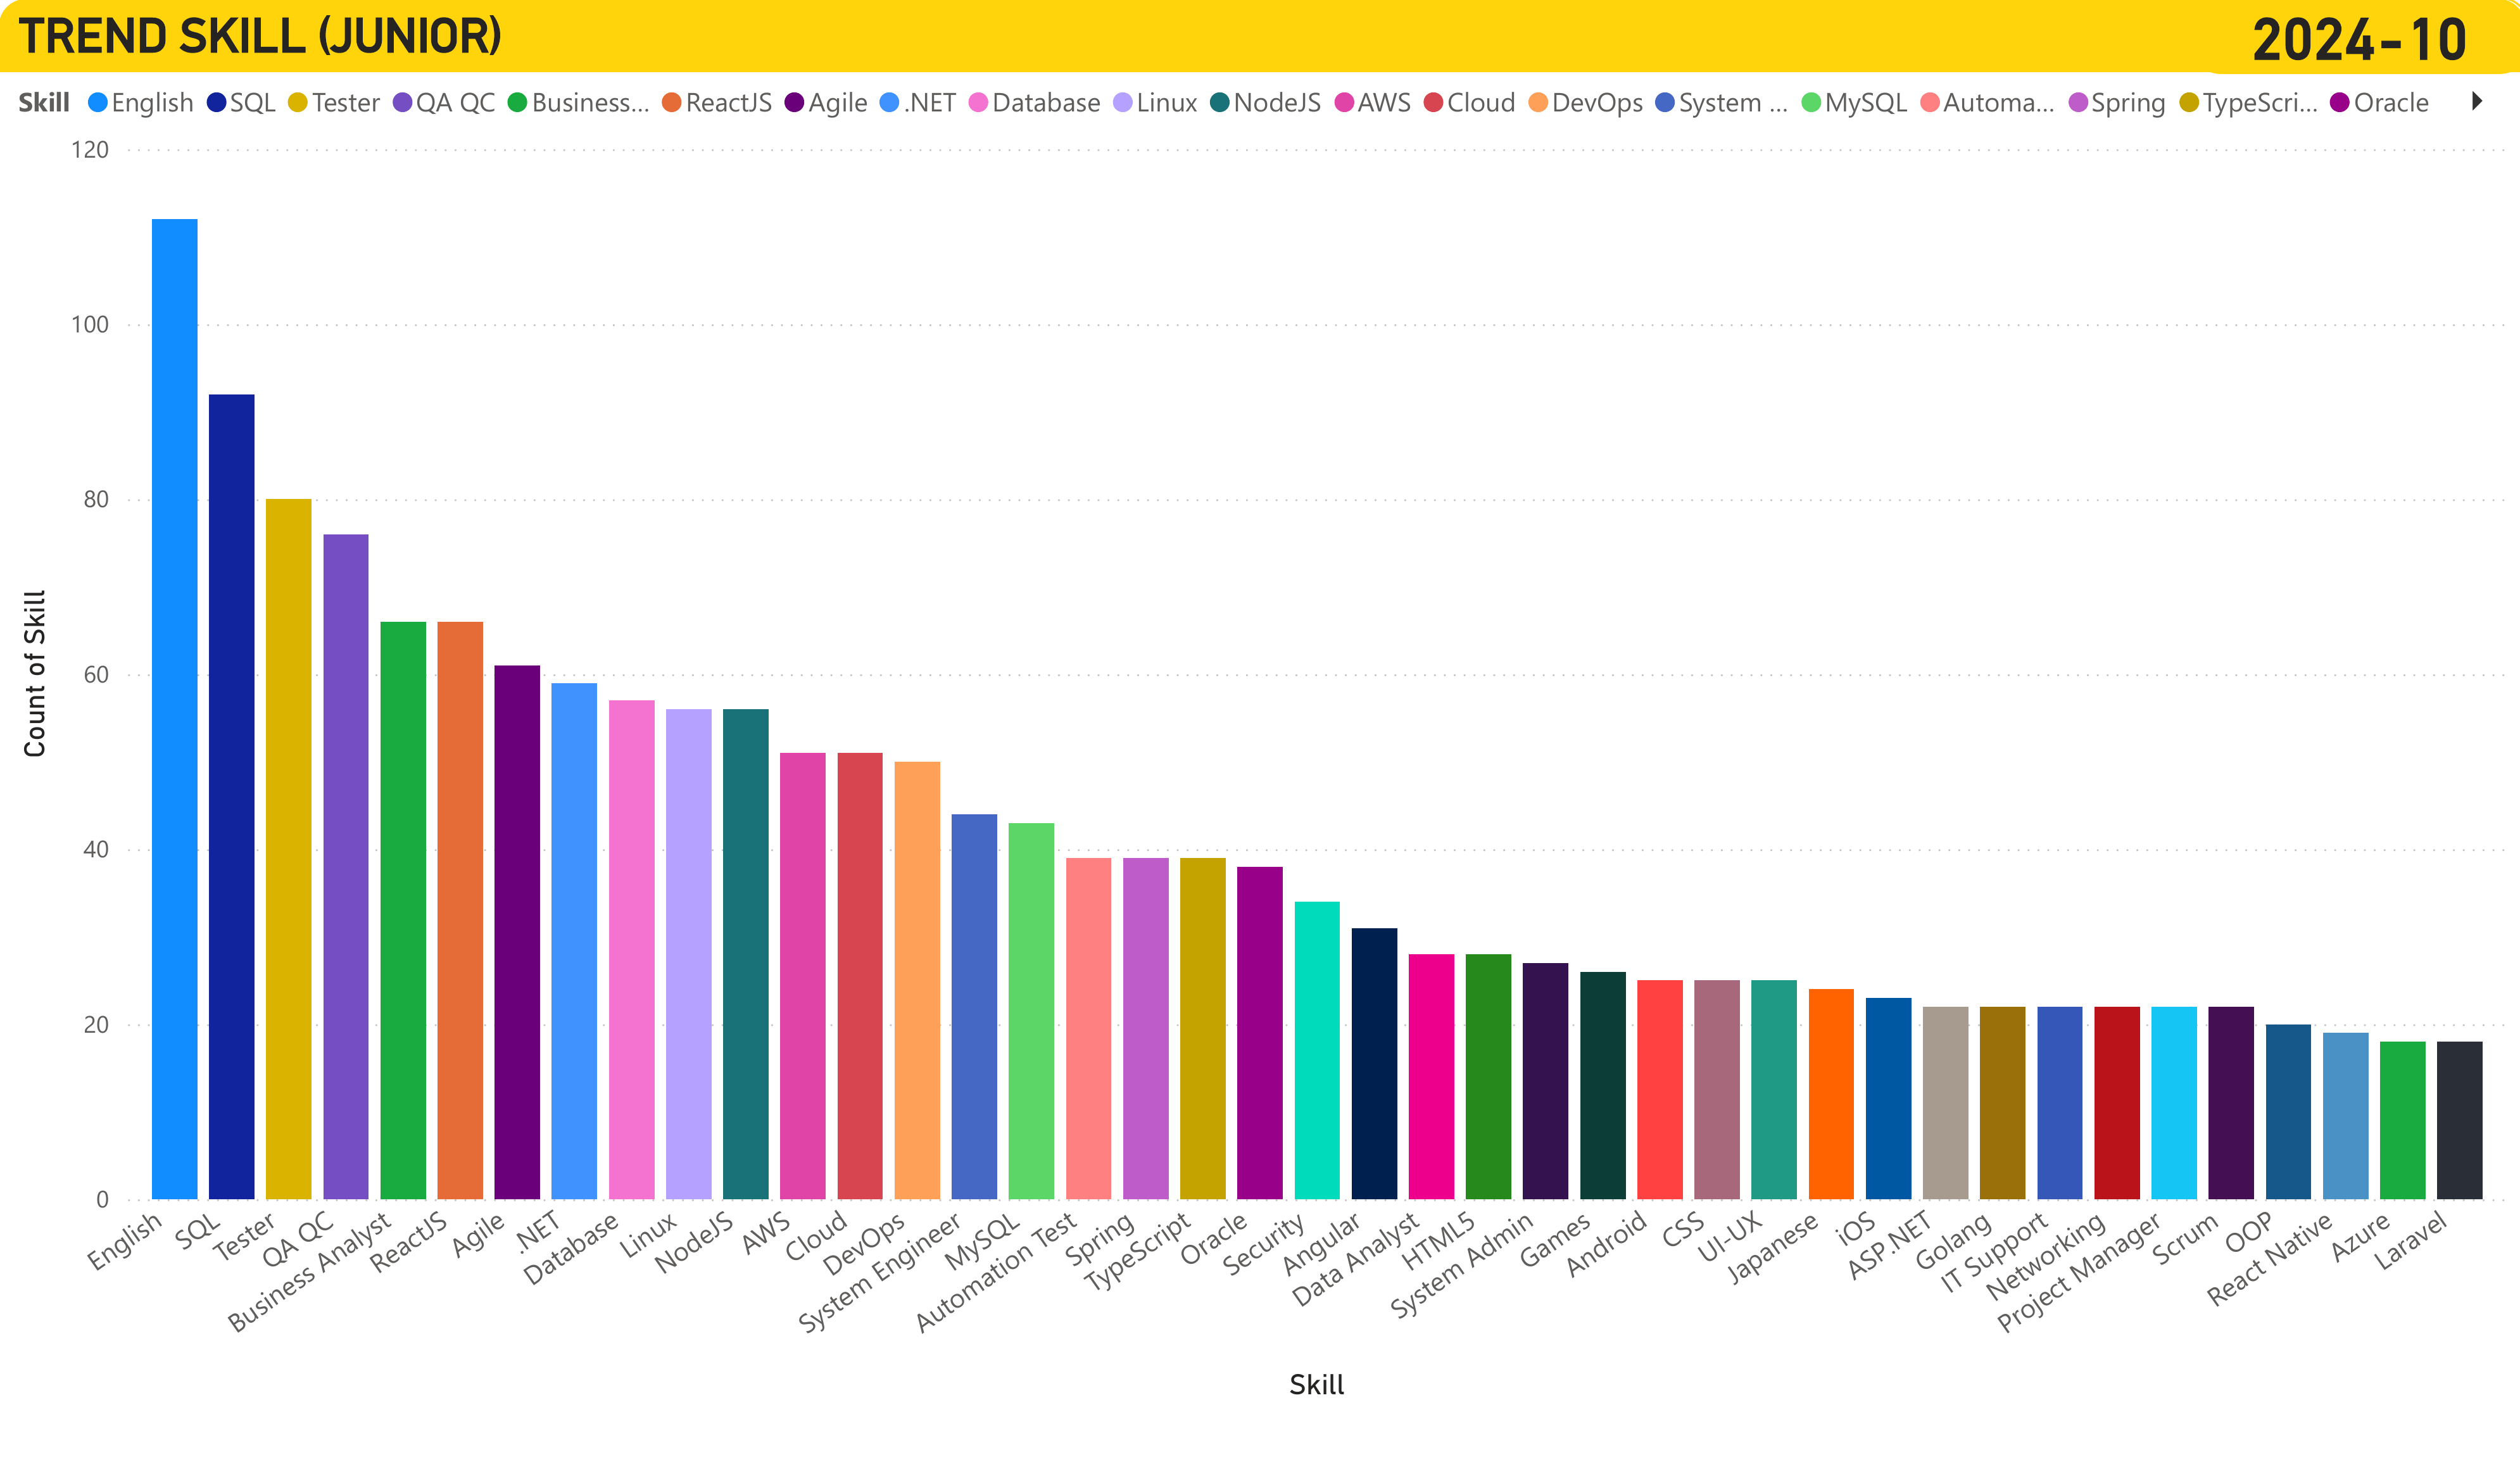 TREND SKILL (JUNIOR)
2024-10
Skill English SQL Tester QA QC Business... ReactJS Agile .NET Database Linux NodeJS AWS Cloud DevOps System ... MySQL Automa... Spring TypeScri... Oracle
120
100
80
60
40
20
0
Count of Skill
English
SQL
Tester
QA QC
Business Analyst
ReactJS
Agile
.NET
Database
Linux
NodeJS
AWS
Cloud
DevOps
System Engineer
MySQL
Automation Test
Spring
TypeScript
Oracle
Security
Angular
Data Analyst
HTML5
System Admin
Games
Android
CSS
UI-UX
Japanese
iOS
ASP.NET
Golang
IT Support
Networking
Project Manager
Scrum
OOP
React Native
Azure
Laravel
Skill